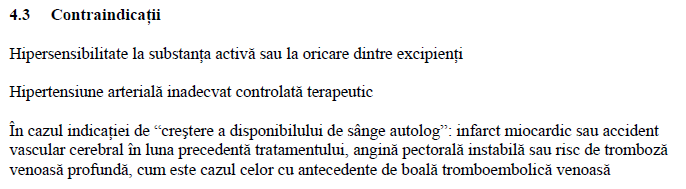 4.3 Contraindicații
Hipersensibilitate la substanța activă sau la oricare dintre excipienți
Hipertensiune arterială inadecvat controlată terapeutic
În cazul indicației de “creştere a disponibilului de sânge autolog”: infarct miocardic sau accident
vascular cerebral în luna precedentă tratamentului, angină pectorală instabilă sau risc de tromboză
venoasă profundă, cum este cazul celor cu antecedente de boală tromboembolică venoasă